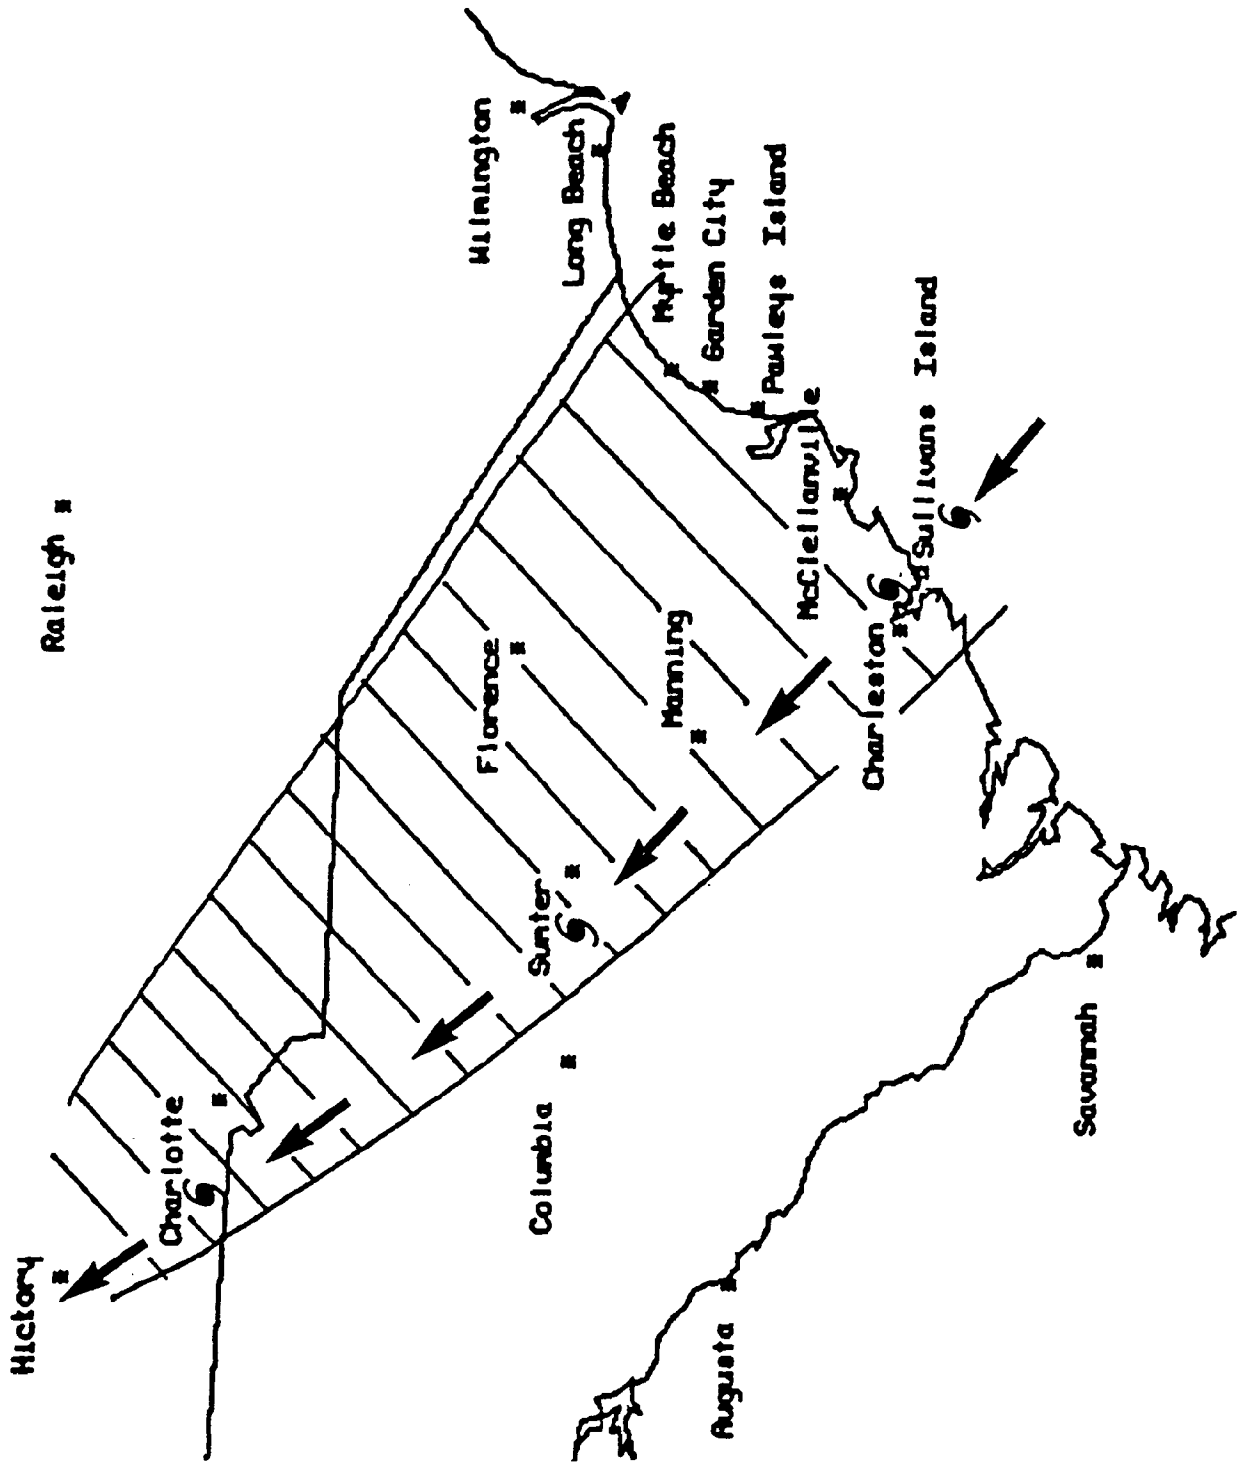 Hickory
Raleigh
Charlotte
Wilmington
Florence
Columbia
Sumter
Long Beach
Myrtle Beach
Manning
Garden City
Augusta
Pawleys Island
McClellanville
Charleston
Sullivans Island
Savannah